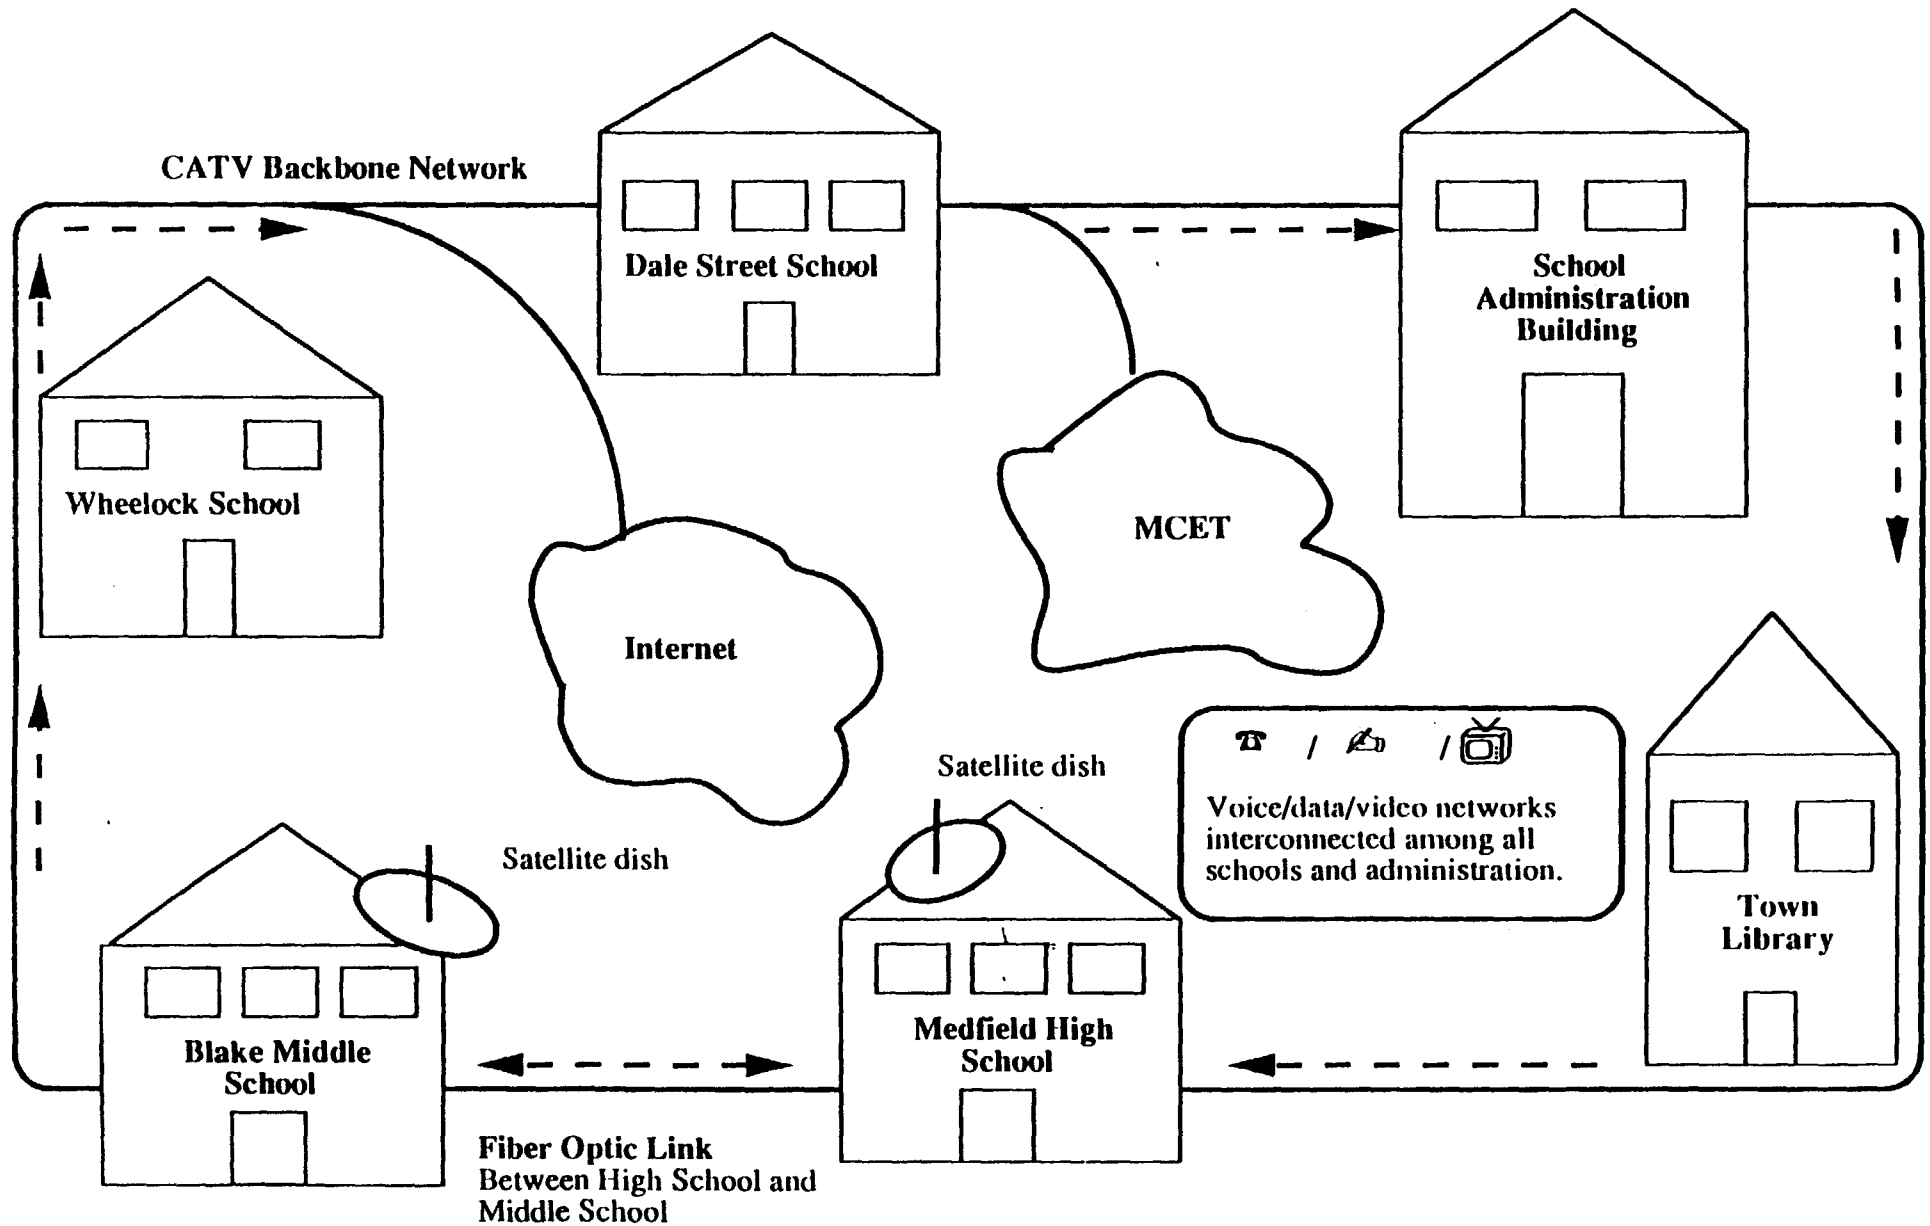 CATV Backbone Network
Dale Street School
School
Administration
Building
Wheelock School
MCET
Internet
Satellite dish
Satellite dish
☎ / ✍ /
Voice/data/video networks
interconnected among all
schools and administration.
Town
Library
Blake Middle
School
Medfield High
School
Fiber Optic Link
Between High School and
Middle School